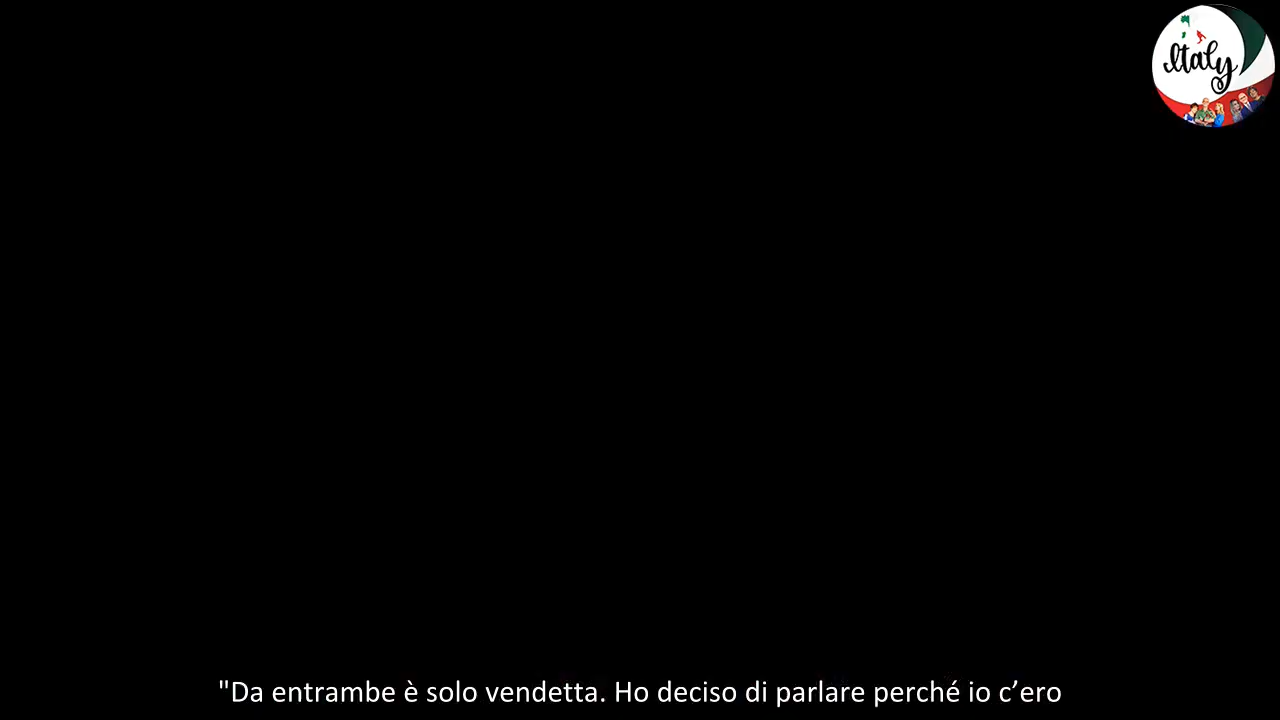 Italy
"Da entrambe è solo vendetta. Ho deciso di parlare perché io c’ero